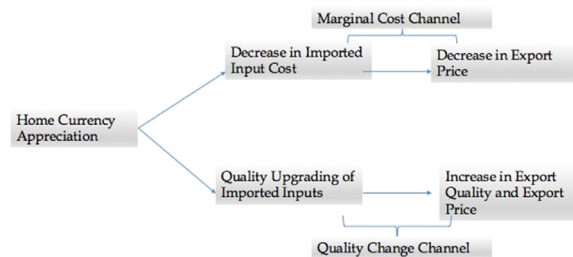 Marginal Cost Channel
Decrease in Imported
Input Cost
Decrease in Export
Price
Home Currency
Appreciation
Quality Upgrading of
Imported Inputs
Increase in Export
Quality and Export
Price
Quality Change Channel